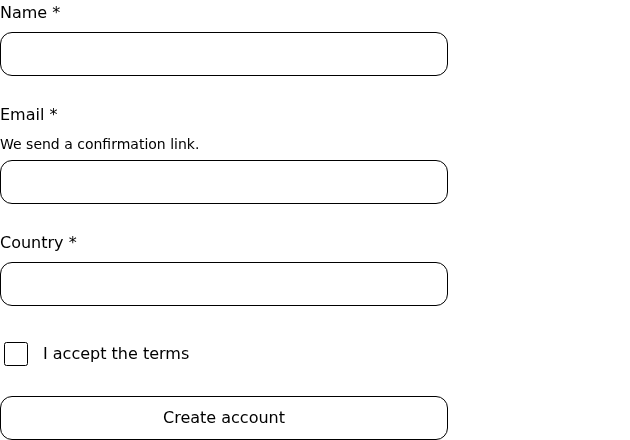 Name *
Email *
We send a confirmation link.
Country *
I accept the terms
Create account